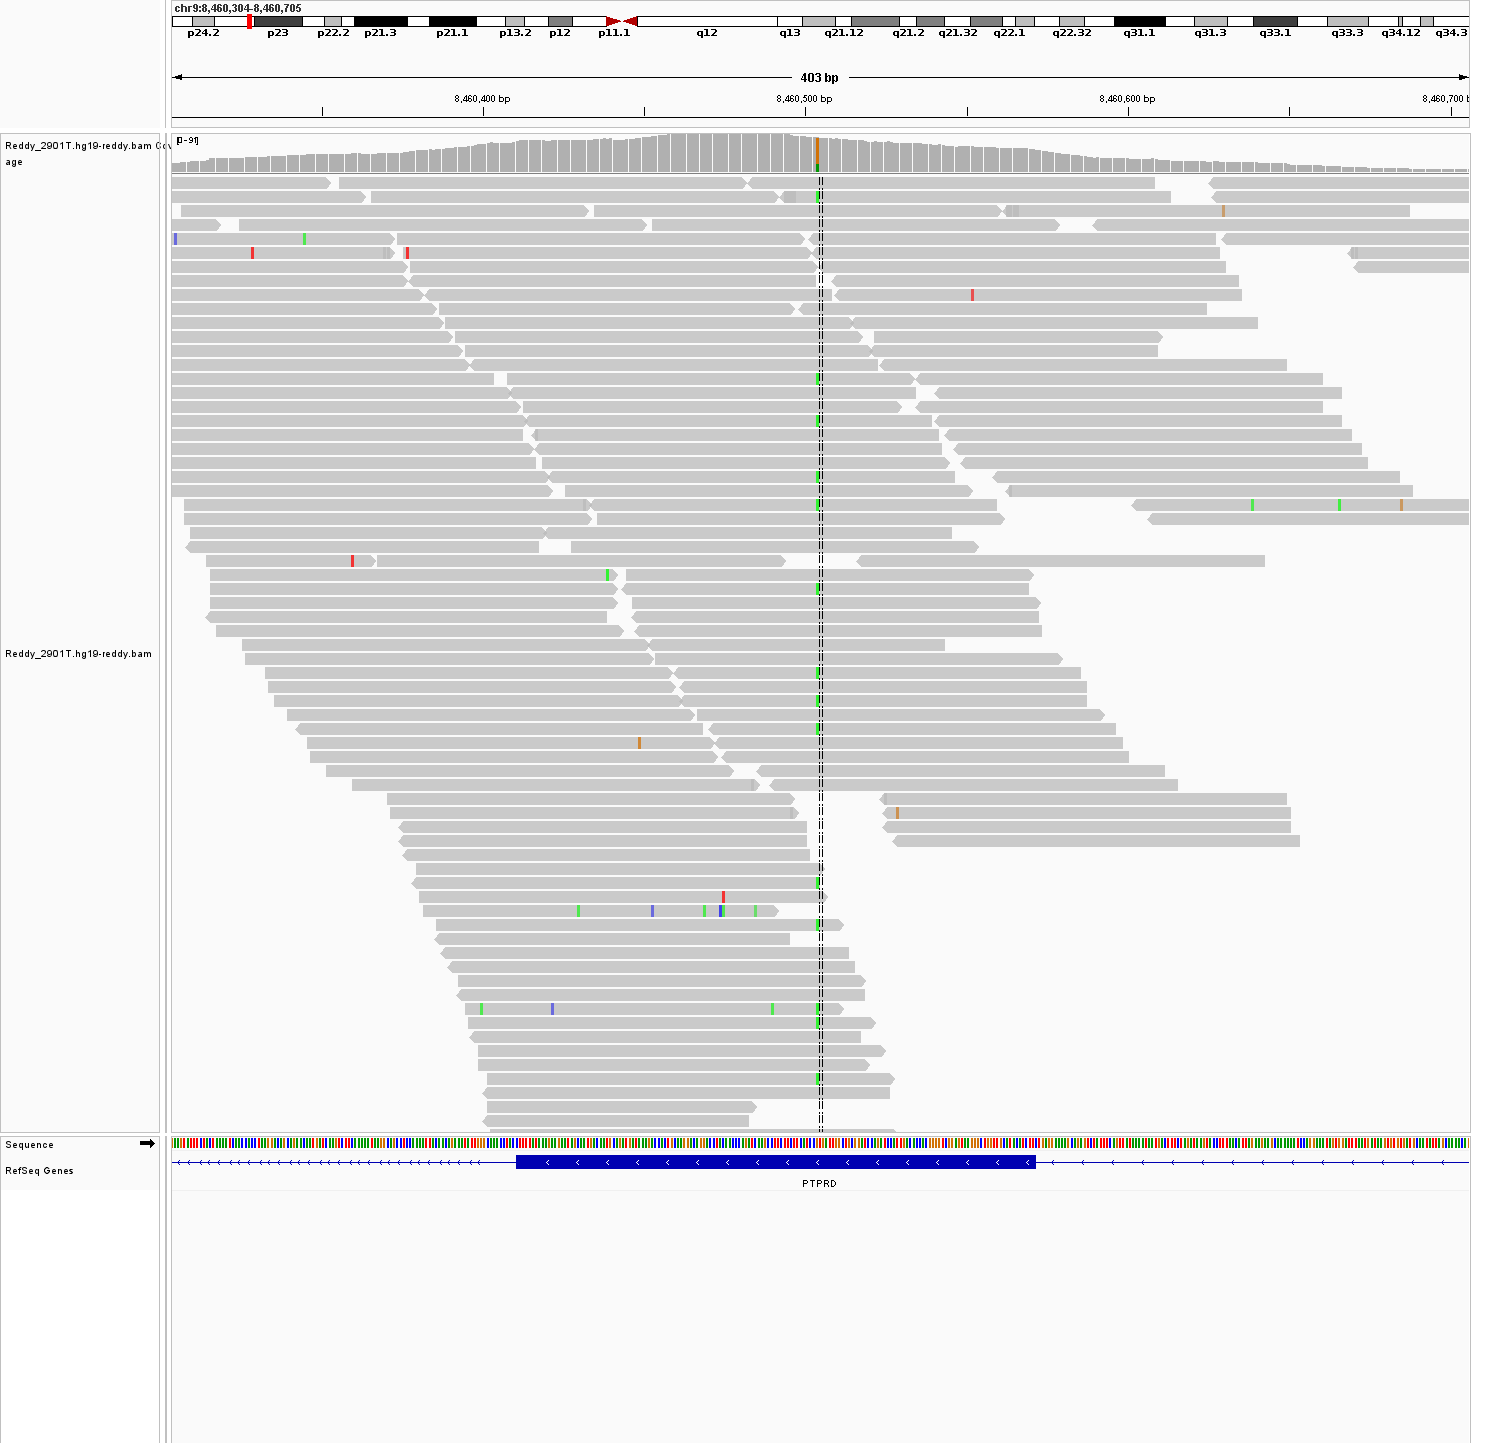 chr9:8,460,304-8,460,705
p24.2 p23 p22.2 p21.3 p21.1 p13.2 p12 p11.1 q12 q13 q21.12 q21.2 q21.32 q22.1 q22.32 q31.1 q31.3 q33.1 q33.3 q34.12 q34.3
403 bp
8,460,400 bp 8,460,500 bp 8,460,600 bp 8,460,700 b
Reddy_2901T.hg19-reddy.bam Cov
age
[0-91]
Reddy_2901T.hg19-reddy.bam
Sequence
RefSeq Genes
PTPRD